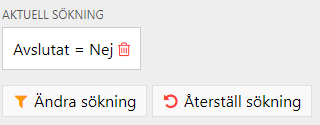 AKTUELL SÖKNING
Avslutat = Nej
Ändra sökning Återställ sökning